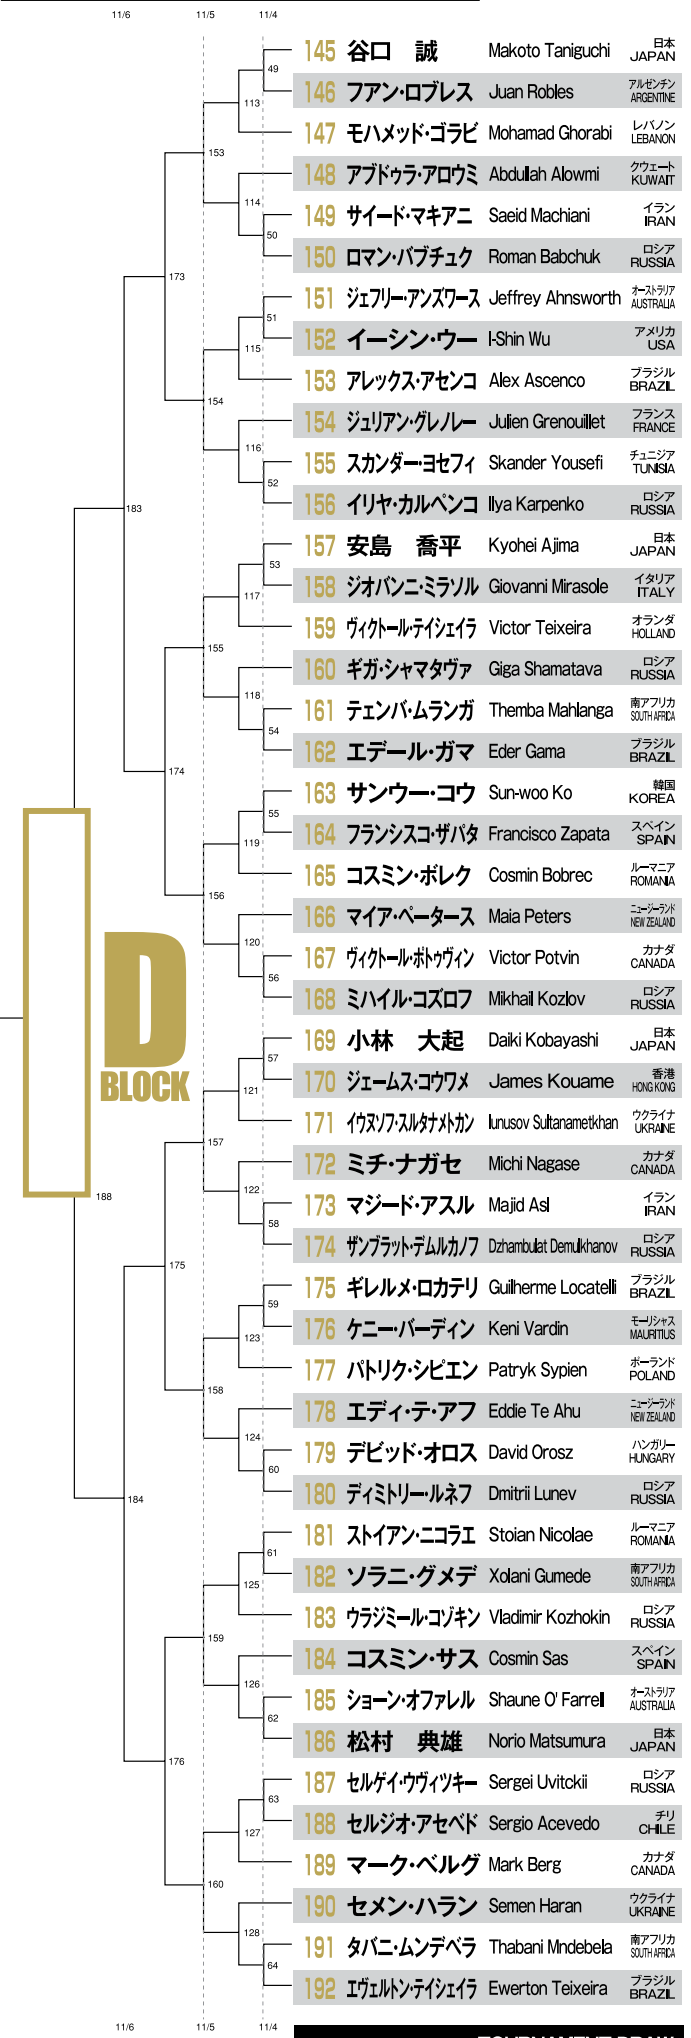 11/6 11/5 11/4
145 谷口 誠 Makoto Taniguchi 日本 JAPAN
49
146 フアン・ロブレス Juan Robles アルゼンチン ARGENTINE
113
147 モハメッド・ゴラビ Mohamad Ghorabi レバノン LEBANON
153
148 アブドゥラ・アロウミ Abdullah Alowmi クウェート KUWAIT
114
149 サイード・マキアニ Saeid Machiani イラン IRAN
50
150 ロマン・バブチュク Roman Babchuk ロシア RUSSIA
173
151 ジェフリー・アンズワース Jeffrey Ahnsworth オーストラリア AUSTRALIA
51
152 イーシン・ウー I-Shin Wu アメリカ USA
115
153 アレックス・アセンコ Alex Ascenco ブラジル BRAZIL
154
154 ジュリアン・グレノレー Julien Grenouillet フランス FRANCE
116
155 スカンダー・ヨセフィ Skander Yousefi チュニジア TUNISIA
52
156 イリヤ・カルペンコ Ilya Karpenko ロシア RUSSIA
183
157 安島 喬平 Kyohei Ajima 日本 JAPAN
53
158 ジオバンニ・ミラソル Giovanni Mirasole イタリア ITALY
117
159 ヴィクトール・テイシェイラ Victor Teixeira オランダ HOLLAND
155
160 ギガ・シャマタヴァ Giga Shamatava ロシア RUSSIA
118
161 テェンバ・ムランガ Themba Mahlanga 南アフリカ SOUTH AFRICA
54
162 エデール・ガマ Eder Gama ブラジル BRAZIL
174
163 サンウー・コウ Sun-woo Ko 韓国 KOREA
55
164 フランシスコ・ザパタ Francisco Zapata スペイン SPAIN
119
165 コスミン・ボレク Cosmin Bobrec ルーマニア ROMANIA
156
166 マイア・ペータース Maia Peters ニュージーランド NEW ZEALAND
120
167 ヴィクトール・ポトゥヴィン Victor Potvin カナダ CANADA
56
168 ミハイル・コズロフ Mikhail Kozlov ロシア RUSSIA
D
BLOCK
169 小林 大起 Daiki Kobayashi 日本 JAPAN
57
170 ジェームス・コウワメ James Kouame 香港 HONG KONG
121
171 イウヌソフ・スルタナメトカン Iunusov Sultanametkhan ウクライナ UKRAINE
157
172 ミチ・ナガセ Michi Nagase カナダ CANADA
122
188
173 マジード・アスル Majid Asl イラン IRAN
58
174 ザンブラット・デムルカノフ Dzhambulat Demulkhanov ロシア RUSSIA
175
175 ギレルメ・ロカテリ Guilherme Locatelli ブラジル BRAZIL
59
176 ケニー・バーディン Keni Vardin モーリシャス MAURITIUS
123
177 パトリク・シピエン Patryk Sypien ポーランド POLAND
158
178 エディ・テ・アフ Eddie Te Ahu ニュージーランド NEW ZEALAND
124
179 デビッド・オロス David Orosz ハンガリー HUNGARY
60
180 ディミトリー・ルネフ Dmitrii Lunev ロシア RUSSIA
184
181 ストイアン・ニコラエ Stoian Nicolae ルーマニア ROMANIA
61
182 ソラニ・グメデ Xolani Gumede 南アフリカ SOUTH AFRICA
125
183 ウラジミール・コゾキン Vladimir Kozhokin ロシア RUSSIA
159
184 コスミン・サス Cosmin Sas スペイン SPAIN
126
185 ショーン・オファレル Shaune O' Farrell オーストラリア AUSTRALIA
62
186 松村 典雄 Norio Matsumura 日本 JAPAN
176
187 セルゲイ・ウヴィツキー Sergei Uvitckii ロシア RUSSIA
63
188 セルジオ・アセベド Sergio Acevedo チリ CHILE
127
189 マーク・ベルグ Mark Berg カナダ CANADA
160
190 セメン・ハラン Semen Haran ウクライナ UKRAINE
128
191 タバニ・ムンデベラ Thabani Mndebela 南アフリカ SOUTH AFRICA
64
192 エヴェルトン・テイシェイラ Ewerton Teixeira ブラジル BRAZIL
11/6 11/5 11/4